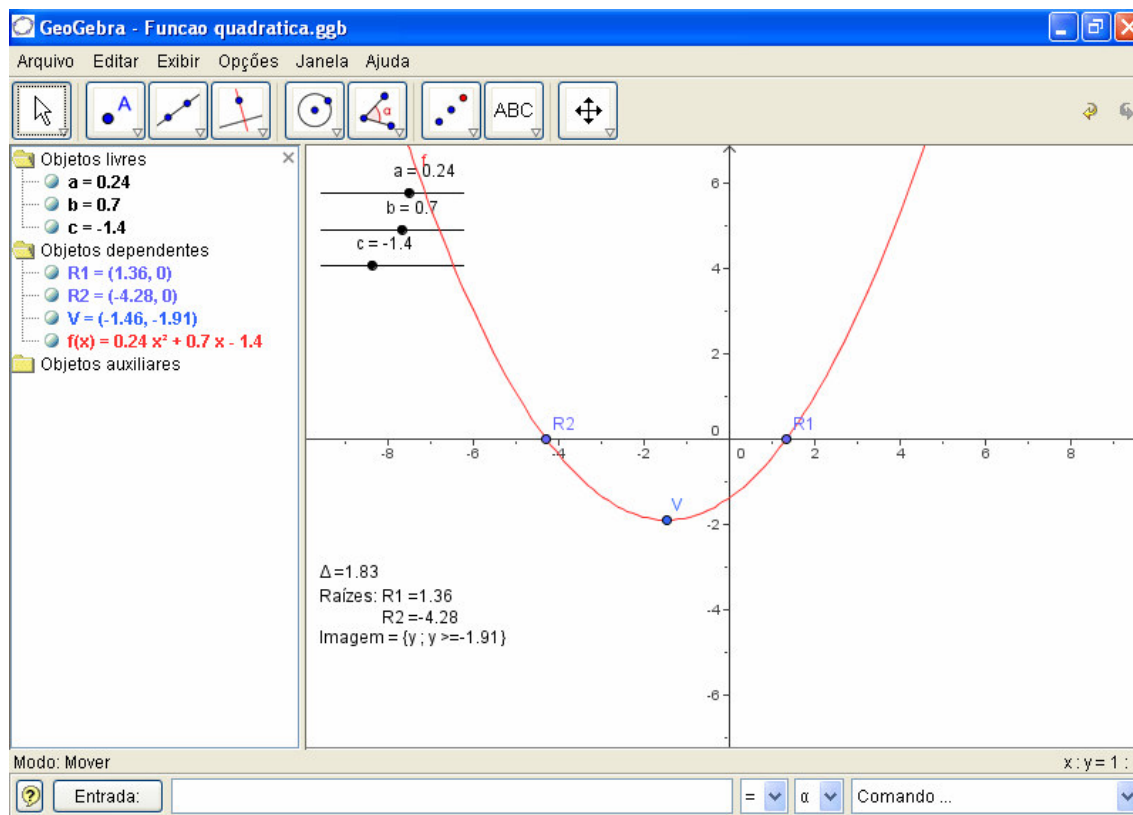 GeoGebra - Funcao quadratica.ggb
Arquivo Editar Exibir Opções Janela Ajuda
A
α
ABC
Objetos livres
a = 0.24
b = 0.7
c = -1.4
Objetos dependentes
R1 = (1.36, 0)
R2 = (-4.28, 0)
V = (-1.46, -1.91)
f(x) = 0.24 x² + 0.7 x - 1.4
Objetos auxiliares
f
a = 0.24
b = 0.7
c = -1.4
6
4
2
0
-2
-4
-6
-8 -6 -4 -2 0 2 4 6 8
R2
R1
V
Δ=1.83
Raízes: R1 =1.36
R2 =-4.28
Imagem = {y ; y >=-1.91}
Modo: Mover
x : y = 1 :
Entrada:
=
α
Comando ...